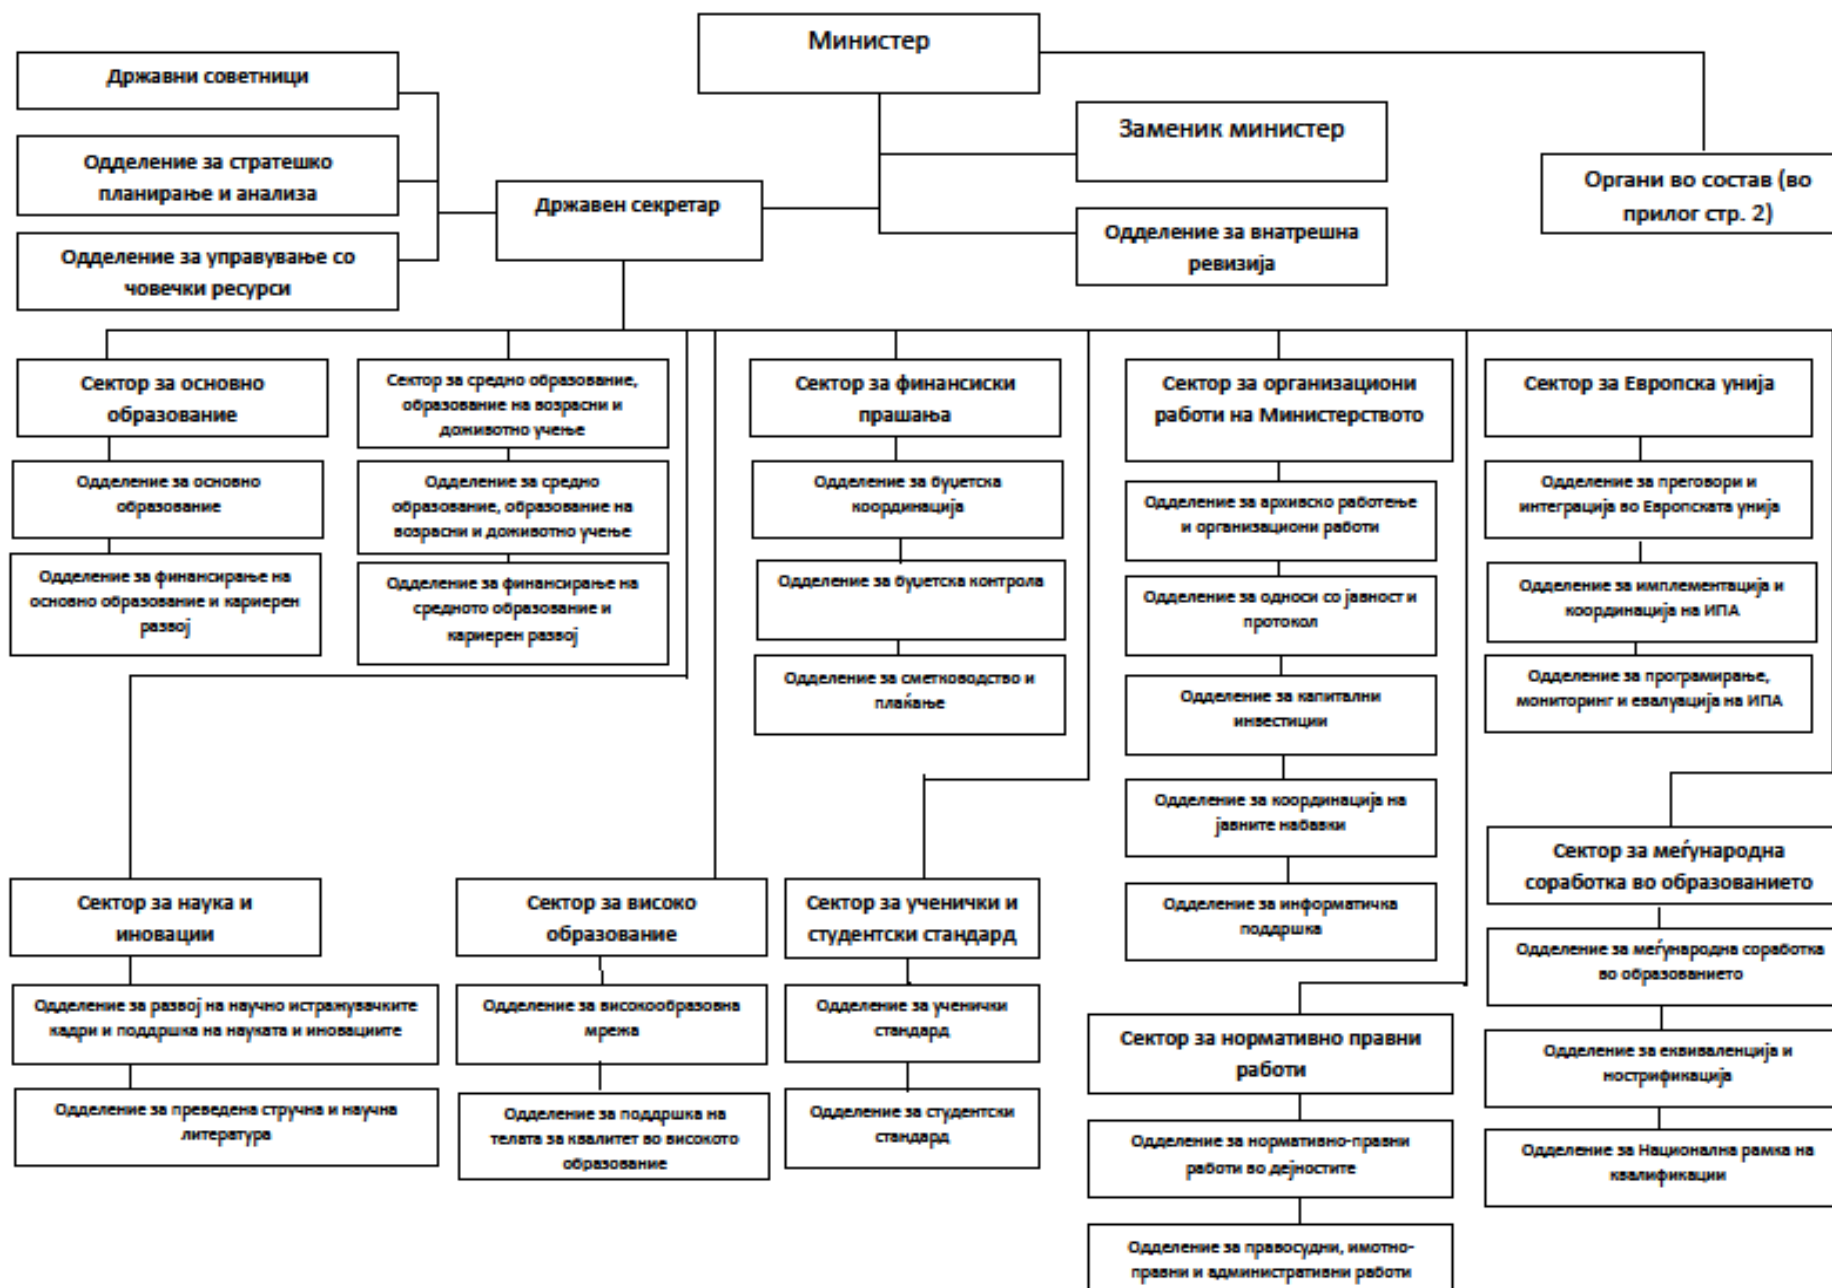 Министер
Државни советници
Заменик министер
Одделение за стратешко
планирање и анализа
Органи во состав (во
прилог стр. 2)
Државен секретар
Одделение за внатрешна
ревизија
Одделение за управување со
човечки ресурси
Сектор за основно
образование
Одделение за основно
образование
Одделение за финансирање на
основно образование и кариерен
развој
Сектор за средно образование,
образование на возрасни и
доживотно учење
Одделение за средно
образование, образование на
возрасни и доживотно учење
Одделение за финансирање на
средното образование и
кариерен развој
Сектор за финансиски
прашања
Одделение за буџетска
координација
Одделение за буџетска контрола
Одделение за сметководство и
плаќање
Сектор за организациони
работи на Министерството
Одделение за архивско работење
и организациони работи
Одделение за односи со јавност и
протокол
Одделение за капитални
инвестиции
Одделение за координација на
јавните набавки
Одделение за информатичка
поддршка
Сектор за Европска унија
Одделение за преговори и
интеграција во Европската унија
Одделение за имплементација и
координација на ИПА
Одделение за програмирање,
мониторинг и евалуација на ИПА
Сектор за наука и
иновации
Одделение за развој на научно истражувачките
кадри и поддршка на науката и иновациите
Одделение за преведена стручна и научна
литература
Сектор за високо
образование
Одделение за високообразовна
мрежа
Одделение за поддршка на
телата за квалитет во високото
образование
Сектор за ученички и
студентски стандард
Одделение за ученички
стандард
Одделение за студентски
стандард
Сектор за нормативно правни
работи
Одделение за нормативно-правни
работи во дејностите
Одделение за правосудни, имотно-
правни и административни работи
Сектор за меѓународна
соработка во образованието
Одделение за меѓународна соработка
во образованието
Одделение за еквиваленција и
нострификација
Одделение за Национална рамка на
квалификации